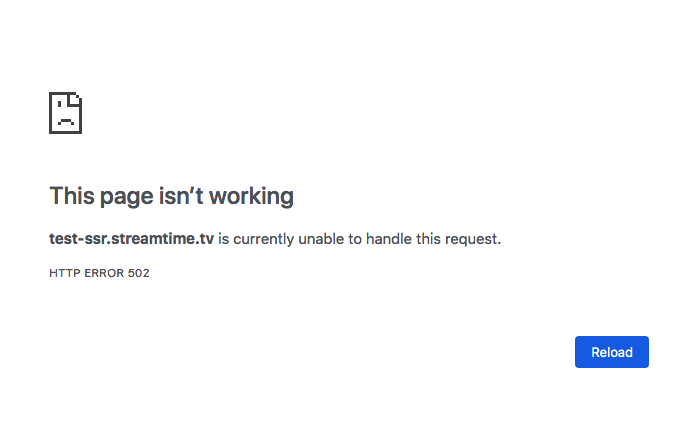 This page isn’t working
test-ssr.streamtime.tv is currently unable to handle this request.
HTTP ERROR 502
Reload